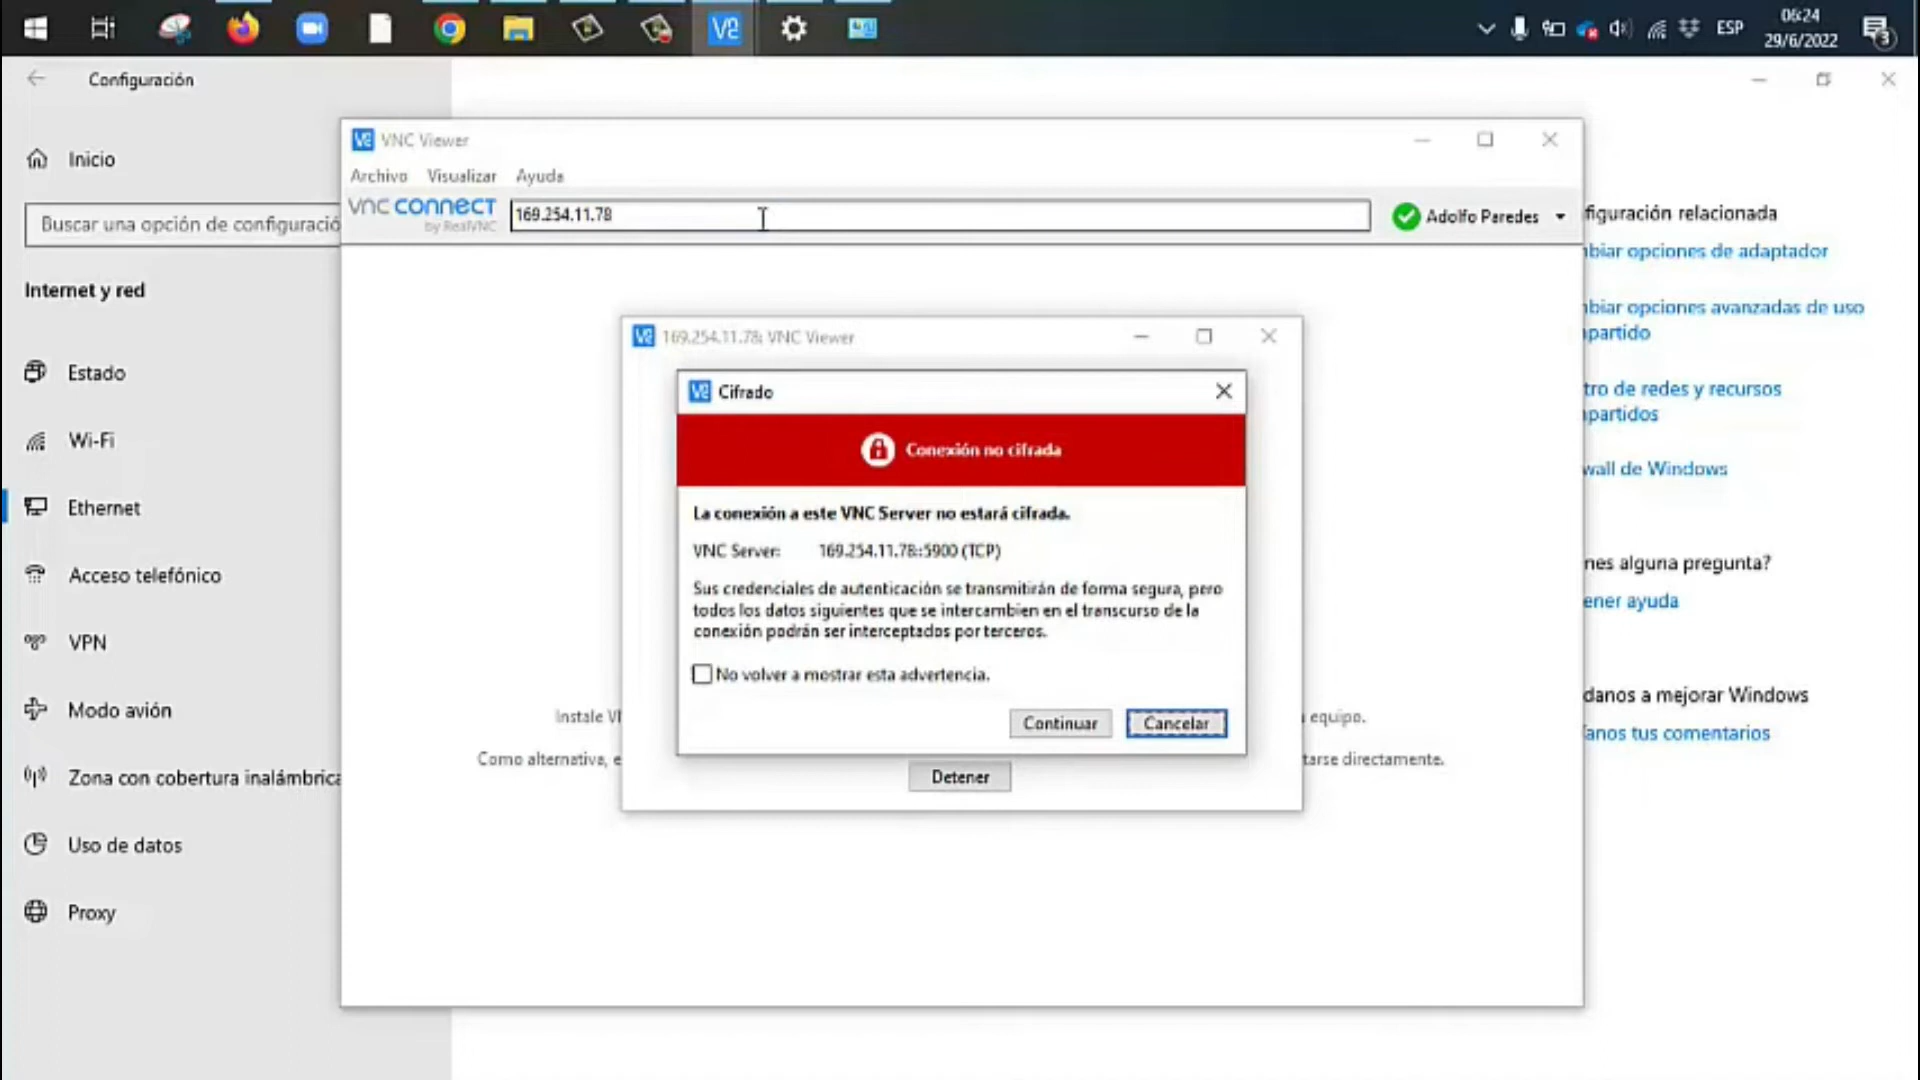 ESP
06:24
29/6/2022
3
Configuración
Inicio
Buscar una opción de configuració
Internet y red
Estado
Wi-Fi
Ethernet
Acceso telefónico
VPN
Modo avión
Zona con cobertura inalámbrica
Uso de datos
Proxy
VNC Viewer
Archivo Visualizar Ayuda
vnc connect
by RealVNC
169.254.11.78
Adolfo Paredes
169.254.11.78: VNC Viewer
Cifrado
Conexión no cifrada
La conexión a este VNC Server no estará cifrada.
VNC Server: 169.254.11.78::5900 (TCP)
Sus credenciales de autenticación se transmitirán de forma segura, pero
todos los datos siguientes que se intercambien en el transcurso de la
conexión podrán ser interceptados por terceros.
No volver a mostrar esta advertencia.
Continuar Cancelar
Instale V
equipo.
Como alternativa, e
tarse directamente.
Detener
figuración relacionada
biar opciones de adaptador
biar opciones avanzadas de uso
partido
tro de redes y recursos
partidos
wall de Windows
nes alguna pregunta?
ener ayuda
danos a mejorar Windows
anos tus comentarios